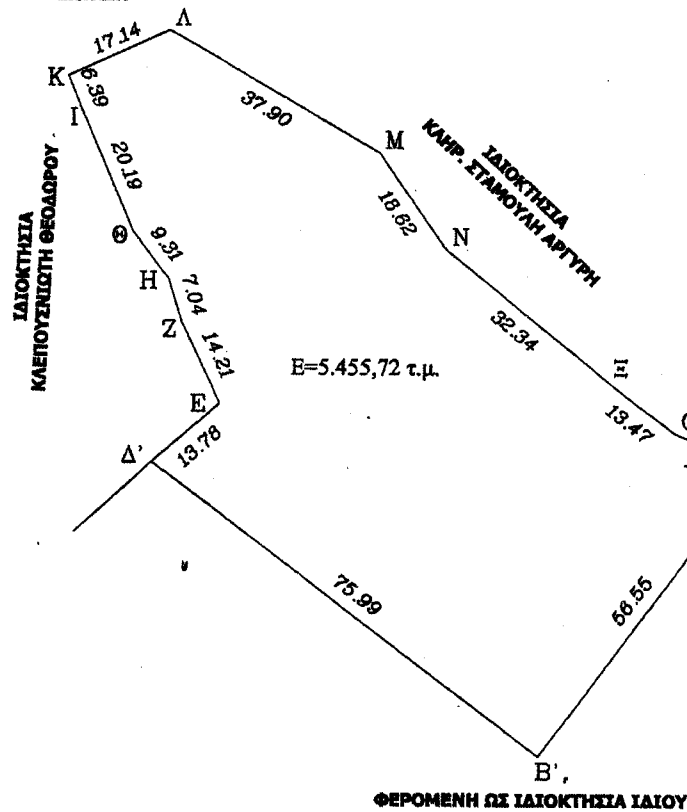 Λ
17.14
Κ
6.39
Ι
37.90
Μ
ΙΔΙΟΚΤΗΣΙΑ
ΚΛΗΡ. ΣΤΑΜΟΥΛΗ ΑΡΓΥΡΗ
20.19
18.62
ΙΔΙΟΚΤΗΣΙΑ
ΚΛΕΠΟΥΣΝΙΩΤΗ ΘΕΟΔΩΡΟΥ
Θ
9.31
Ν
Η
7.04
Ζ
32.34
14.21
Ε=5.455,72 τ.μ.
Ξ
Ε
13.47
13.78
Δ'
75.99
56.55
Β'
ΦΕΡΟΜΕΝΗ ΩΣ ΙΔΙΟΚΤΗΣΙΑ ΙΔΙΟΥ